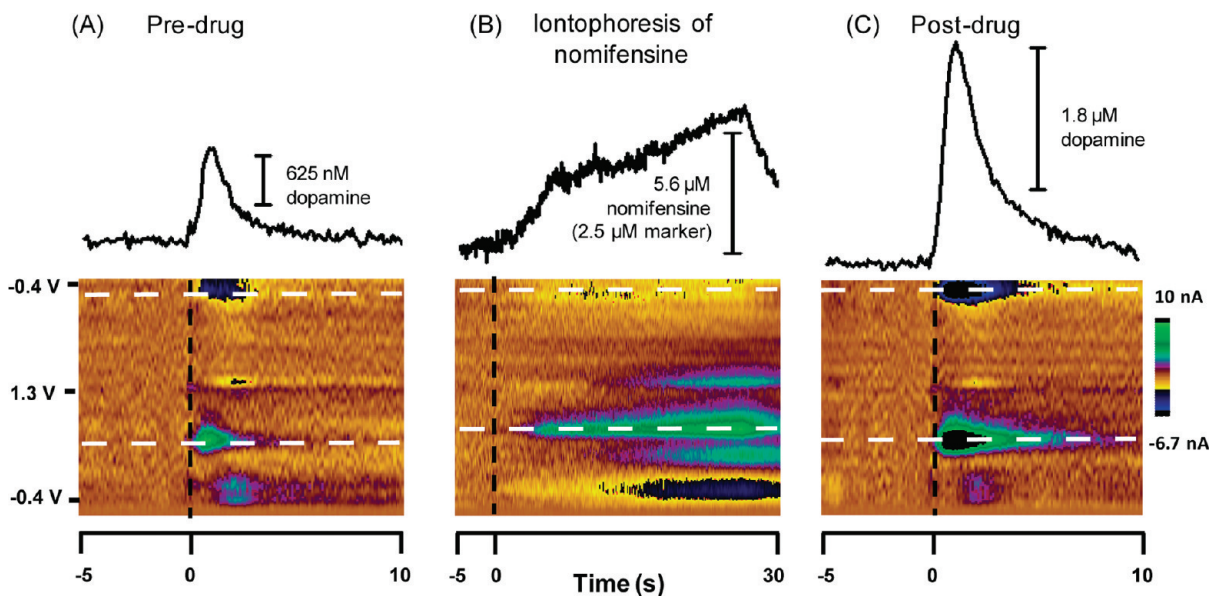 (A) Pre-drug
(B) Iontophoresis of
nomifensine
(C) Post-drug
625 nM
dopamine
5.6 µM
nomifensine
(2.5 µM marker)
1.8 µM
dopamine
-0.4 V
1.3 V
-0.4 V
10 nA
-6.7 nA
-5 0 10
-5 0 30
-5 0 10
Time (s)